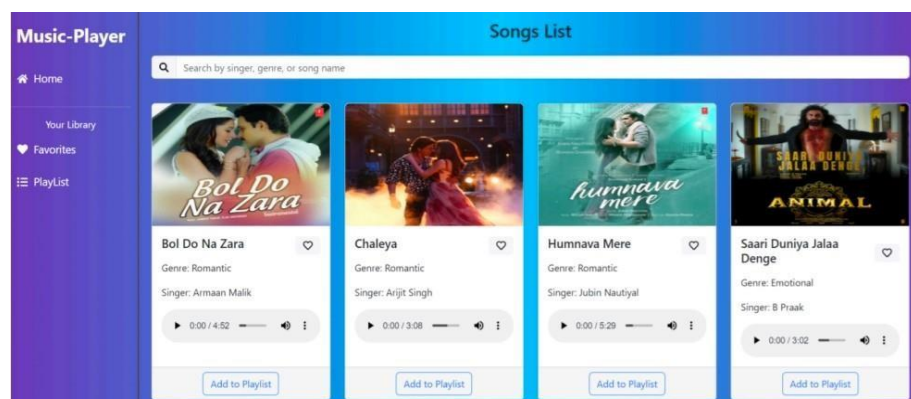 Music-Player
Home
Your Library
Favorites
PlayList
Songs List
Search by singer, genre, or song name
Bol Do
Na Zara
Bol Do Na Zara
Genre: Romantic
Singer: Armaan Malik
0:00 / 4:52
Add to Playlist
Chaleya
Genre: Romantic
Singer: Arijit Singh
0:00 / 3:08
Add to Playlist
humnava
mere
Humnava Mere
Genre: Romantic
Singer: Jubin Nautiyal
0:00 / 5:29
Add to Playlist
SAARI DUNIYA
JALAA DENGE
ANIMAL
Saari Duniya Jalaa
Denge
Genre: Emotional
Singer: B Praak
0:00 / 3:02
Add to Playlist